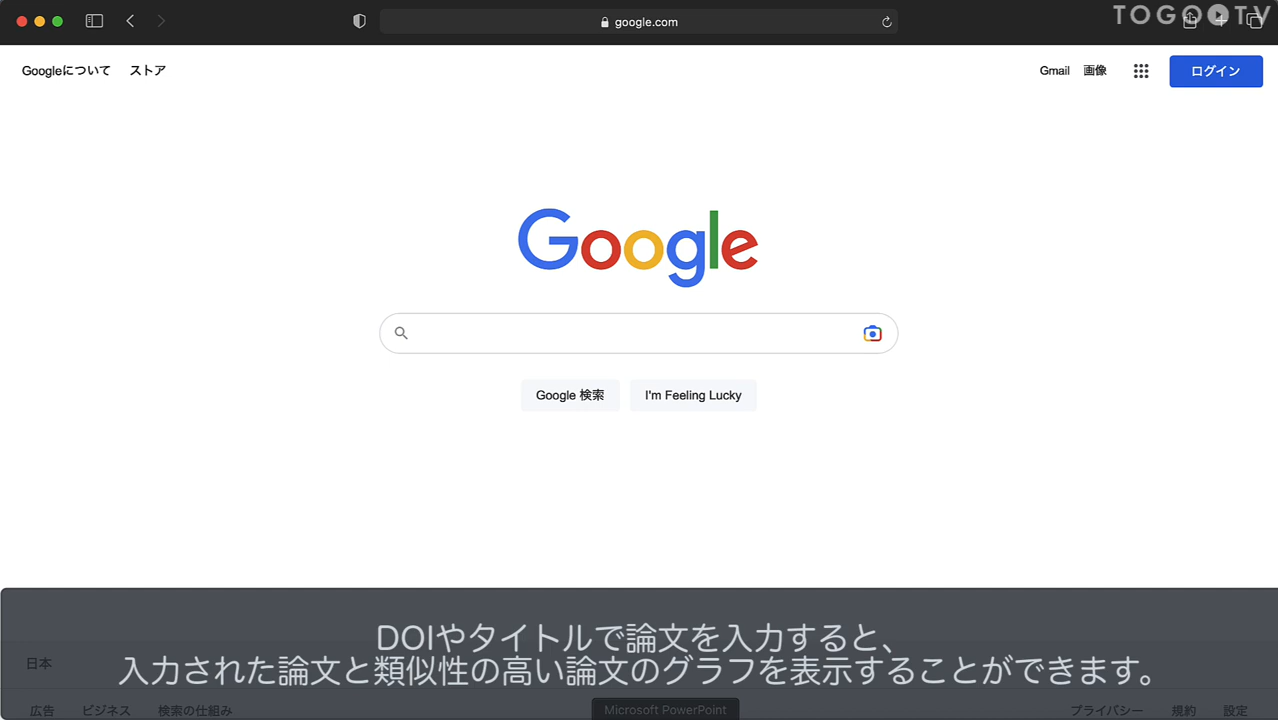 google.com
TOGOTV
Googleについて ストア
Gmail 画像 ログイン
Google
Google 検索 I'm Feeling Lucky
DOIやタイトルで論文を入力すると、
日本
入力された論文と類似性の高い論文のグラフを表示することができます。
広告 ビジネス 検索の仕組み
Microsoft PowerPoint
プライバシー 規約 設定